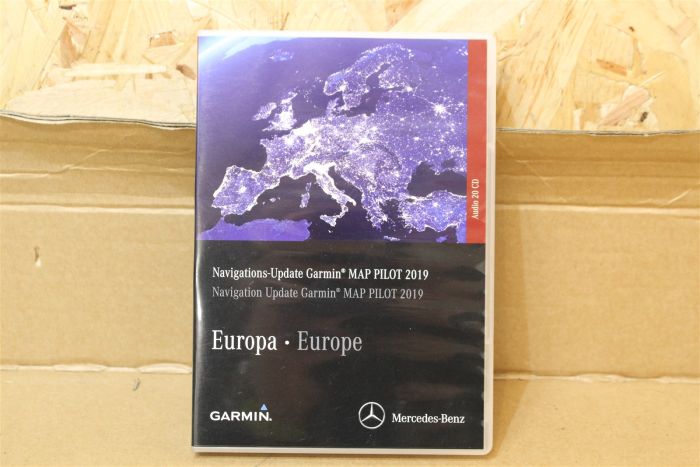 Audio 20 CD
Navigations-Update Garmin® MAP PILOT 2019
Navigation Update Garmin® MAP PILOT 2019
Europa · Europe
GARMIN.
Mercedes-Benz